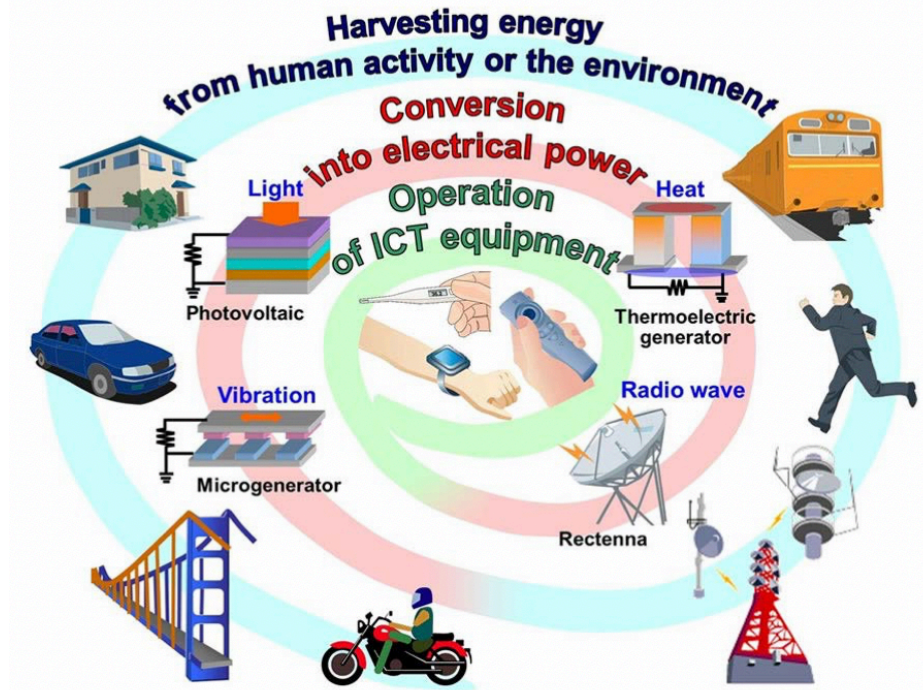 Harvesting energy
from human activity or the environment
Conversion
into electrical power
Operation
of ICT equipment
Light
Photovoltaic
Heat
Thermoelectric
generator
Vibration
Microgenerator
Radio wave
Rectenna